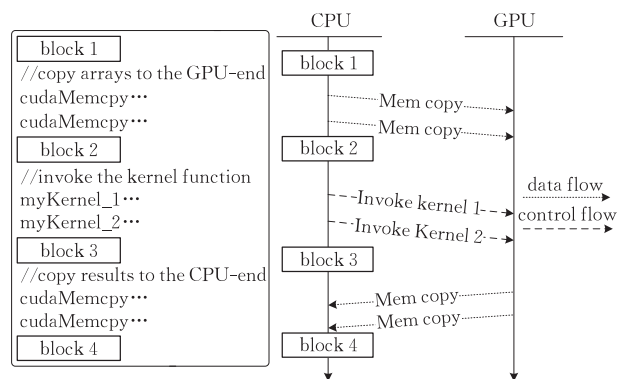 block 1
//copy arrays to the GPU-end
cudaMemcpy···
cudaMemcpy···
block 2
//invoke the kernel function
myKernel_1···
myKernel_2···
block 3
//copy results to the CPU-end
cudaMemcpy···
cudaMemcpy···
block 4
CPU
GPU
block 1
Mem copy
Mem copy
block 2
Invoke kernel 1
Invoke Kernel 2
block 3
Mem copy
Mem copy
block 4
data flow
control flow